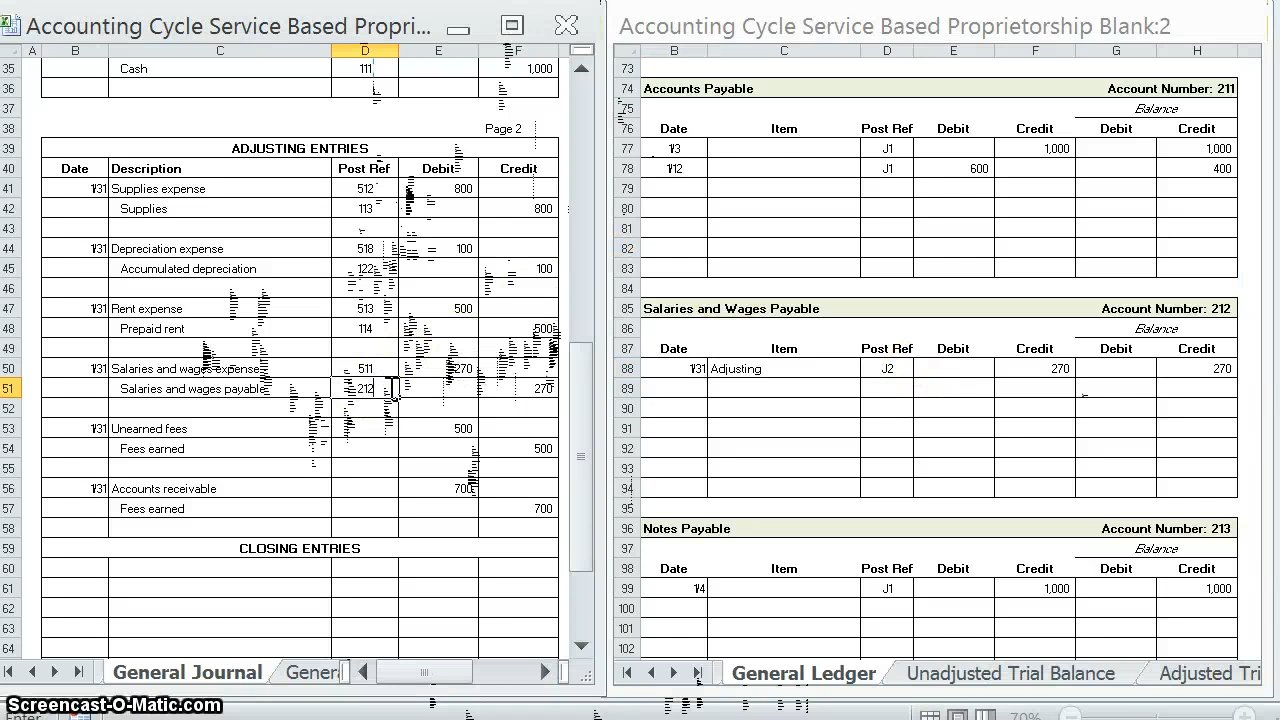 Accounting Cycle Service Based Propri...
B C D E F
35 Cash 111 1,000
36
37
38 Page 2
39 ADJUSTING ENTRIES
40 Date Description Post Ref Debit Credit
41 1/31 Supplies expense 512 800
42 Supplies 113 800
43
44 1/31 Depreciation expense 518 100
45 Accumulated depreciation 122 100
46
47 1/31 Rent expense 513 500
48 Prepaid rent 114 500
49
50 1/31 Salaries and wages expense 511 270
51 Salaries and wages payable 212 270
52
53 1/31 Unearned fees 500
54 Fees earned 500
55
56 1/31 Accounts receivable 700
57 Fees earned 700
58
59 CLOSING ENTRIES
60
61
62
63
64
General Journal Gener
Accounting Cycle Service Based Proprietorship Blank:2
B C D E F G H
73
74 Accounts Payable Account Number: 211
75 Balance
76 Date Item Post Ref Debit Credit Debit Credit
77 1/3 J1 1,000 1,000
78 1/12 J1 600 400
79
80
81
82
83
84
85 Salaries and Wages Payable Account Number: 212
86 Balance
87 Date Item Post Ref Debit Credit Debit Credit
88 1/31 Adjusting J2 270 270
89
90
91
92
93
94
95
96 Notes Payable Account Number: 213
97 Balance
98 Date Item Post Ref Debit Credit Debit Credit
99 1/4 J1 1,000 1,000
100
101
102
General Ledger Unadjusted Trial Balance Adjusted Tri
Screencast-O-Matic.com
70%